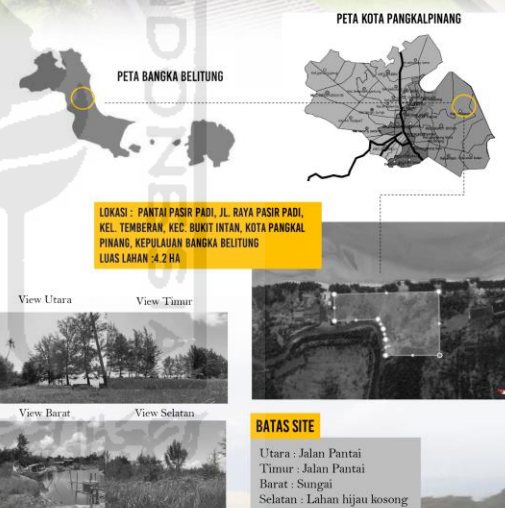 PETA KOTA PANGKALPINANG
PETA BANGKA BELITUNG
LOKASI : PANTAI PASIR PADI, JL. RAYA PASIR PADI,
KEL. TEMBERAN, KEC. BUKIT INTAN, KOTA PANGKAL
PINANG, KEPULAUAN BANGKA BELITUNG
LUAS LAHAN :4.2 HA
View Utara
View Timur
View Barat
View Selatan
BATAS SITE
Utara : Jalan Pantai
Timur : Jalan Pantai
Barat : Sungai
Selatan : Lahan hijau kosong